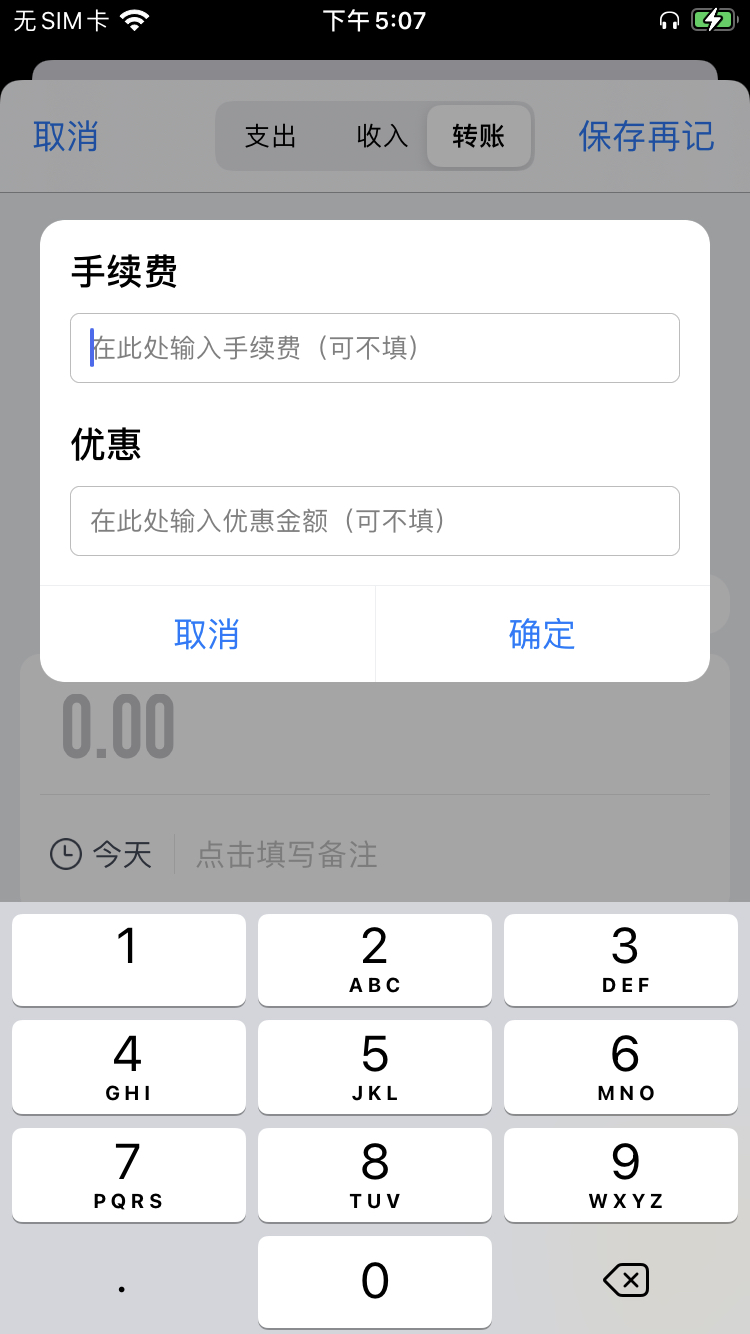 无SIM卡 下午5:07
取消 支出 收入 转账 保存再记
手续费
在此处输入手续费（可不填）
优惠
在此处输入优惠金额（可不填）
取消 确定
0.00
今天 点击填写备注
1 2 3
ABC DEF
4 5 6
GHI JKL MNO
7 8 9
PQRS TUV WXYZ
. 0